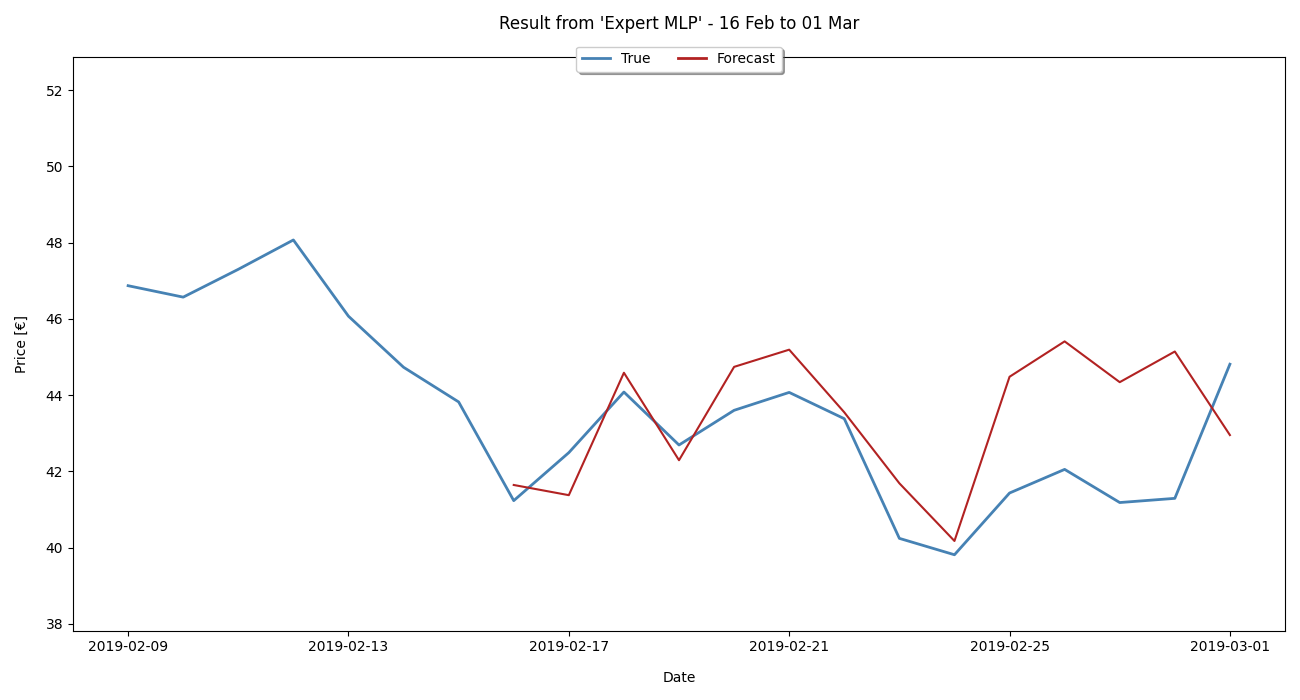 Result from 'Expert MLP' - 16 Feb to 01 Mar
True
Forecast
52
50
48
46
44
42
40
38
Price [€]
2019-02-09
2019-02-13
2019-02-17
2019-02-21
2019-02-25
2019-03-01
Date